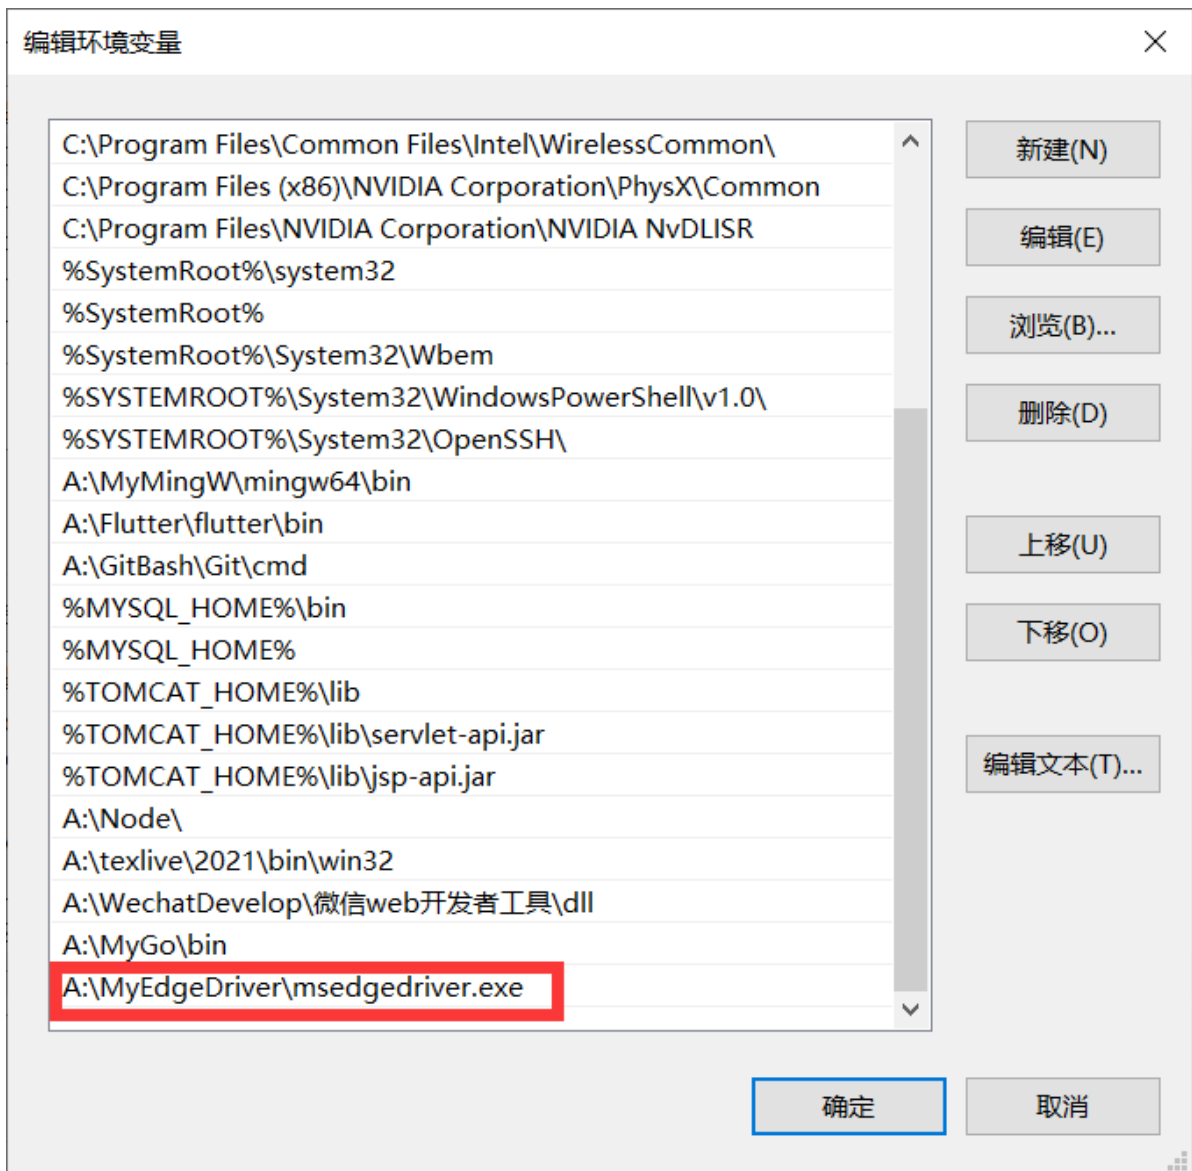 编辑环境变量
C:\Program Files\Common Files\Intel\WirelessCommon\
C:\Program Files (x86)\NVIDIA Corporation\PhysX\Common
C:\Program Files\NVIDIA Corporation\NVIDIA NvDLISR
%SystemRoot%\system32
%SystemRoot%
%SystemRoot%\System32\Wbem
%SYSTEMROOT%\System32\WindowsPowerShell\v1.0\
%SYSTEMROOT%\System32\OpenSSH\
A:\MyMingW\mingw64\bin
A:\Flutter\flutter\bin
A:\GitBash\Git\cmd
%MYSQL_HOME%\bin
%MYSQL_HOME%
%TOMCAT_HOME%\lib
%TOMCAT_HOME%\lib\servlet-api.jar
%TOMCAT_HOME%\lib\jsp-api.jar
A:\Node\
A:\texlive\2021\bin\win32
A:\WechatDevelop\微信web开发者工具\dll
A:\MyGo\bin
A:\MyEdgeDriver\msedgedriver.exe
新建(N)
编辑(E)
浏览(B)...
删除(D)
上移(U)
下移(O)
编辑文本(T)...
确定
取消